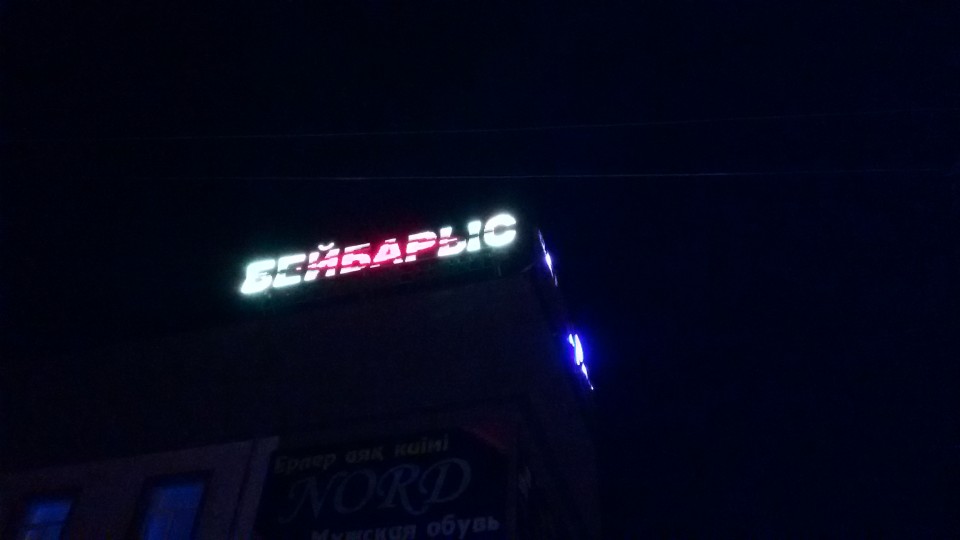 БЕЙБАРЫС
Ерлер аяқ киімі
NORD
Мужская обувь